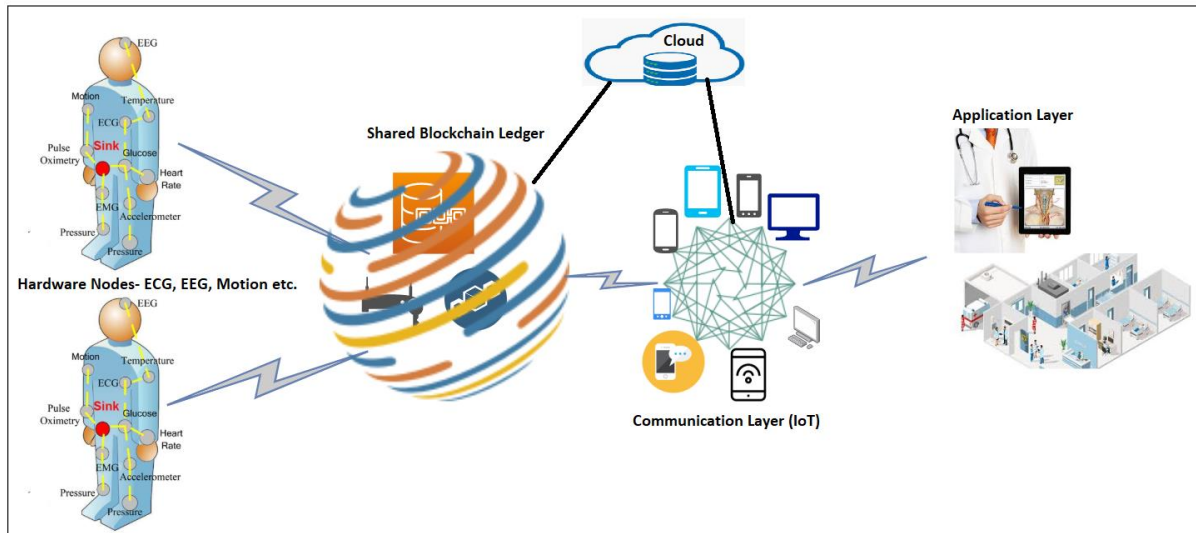 EEG
Motion
Temperature
ECG
Sink
Pulse
Oximetry
Glucose
Heart
Rate
EMG
Accelerometer
Pressure
Pressure
Hardware Nodes- ECG, EEG, Motion etc.
EEG
Motion
Temperature
ECG
Sink
Pulse
Oximetry
Glucose
Heart
Rate
EMG
Accelerometer
Pressure
Pressure
Shared Blockchain Ledger
Cloud
Communication Layer (IoT)
Application Layer